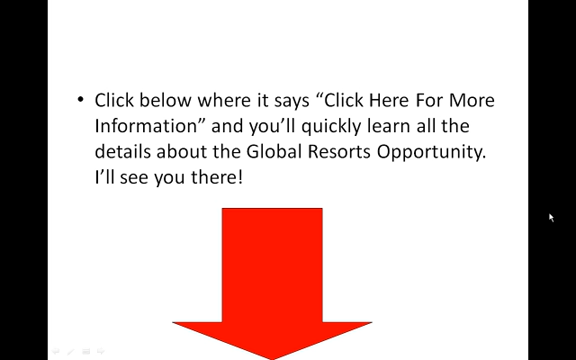 • Click below where it says “Click Here For More
Information” and you’ll quickly learn all the
details about the Global Resorts Opportunity.
I’ll see you there!